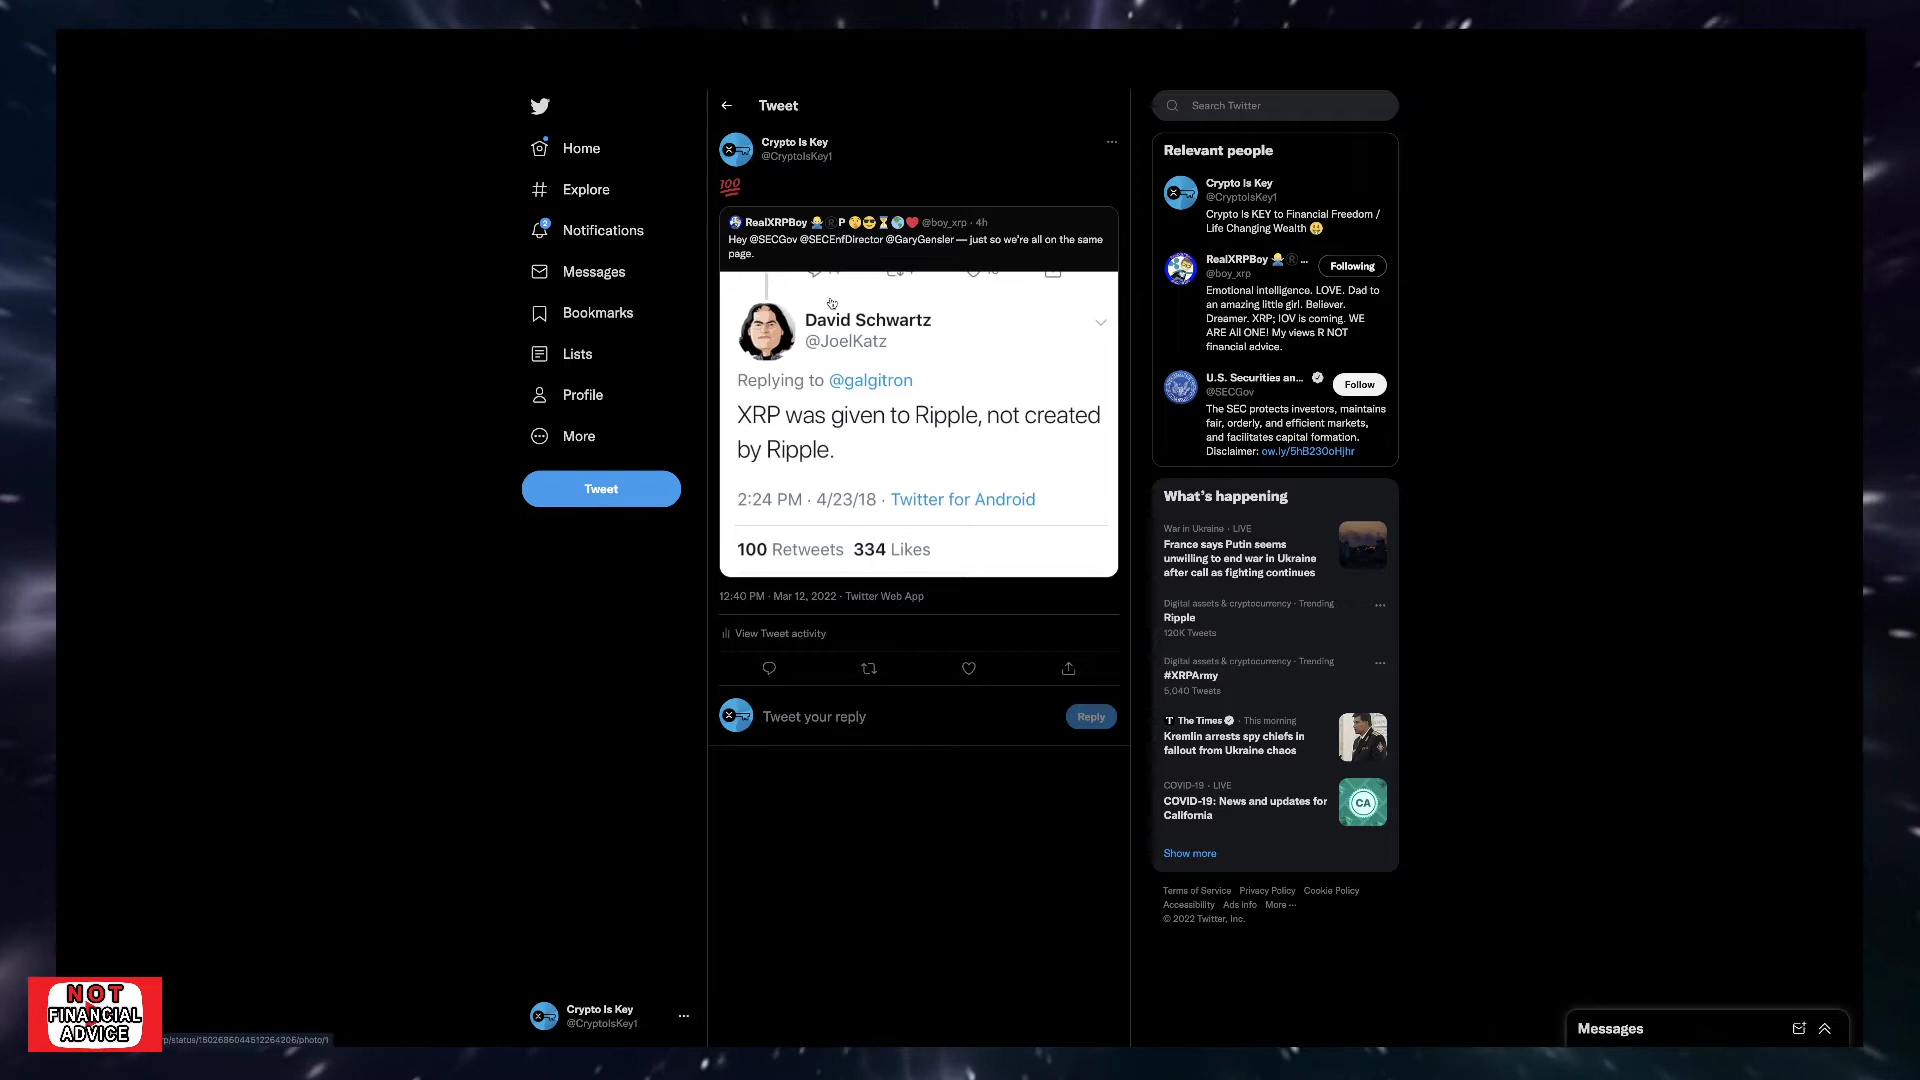 Home
Explore
2
Notifications
Messages
Bookmarks
Lists
Profile
More
Tweet
Crypto Is Key
@CryptoIsKey1
Tweet
Crypto Is Key
@CryptoIsKey1
100
RealXRPBoy 🤷‍♂️ ®️P 🤫😎⌛🌎❤️ @boy_xrp · 4h
Hey @SECGov @SECEnfDirector @GaryGensler — just so we're all on the same
page.
David Schwartz
@JoelKatz
Replying to @galgitron
XRP was given to Ripple, not created
by Ripple.
2:24 PM · 4/23/18 · Twitter for Android
100 Retweets 334 Likes
12:40 PM · Mar 12, 2022 · Twitter Web App
View Tweet activity
Tweet your reply
Reply
Search Twitter
Relevant people
Crypto Is Key
@CryptoIsKey1
Crypto Is KEY to Financial Freedom /
Life Changing Wealth 🤑
RealXRPBoy 🤷‍♂️ ®️...
Following
@boy_xrp
Emotional intelligence. LOVE. Dad to
an amazing little girl. Believer.
Dreamer. XRP; IOV is coming. WE
ARE All ONE! My views R NOT
financial advice.
U.S. Securities an...
Follow
@SECGov
The SEC protects investors, maintains
fair, orderly, and efficient markets,
and facilitates capital formation.
Disclaimer: ow.ly/5hB230oHjhr
What's happening
War in Ukraine · LIVE
France says Putin seems
unwilling to end war in Ukraine
after call as fighting continues
Digital assets & cryptocurrency · Trending
Ripple
120K Tweets
Digital assets & cryptocurrency · Trending
#XRPArmy
5,040 Tweets
T The Times · This morning
Kremlin arrests spy chiefs in
fallout from Ukraine chaos
COVID-19 · LIVE
COVID-19: News and updates for
California
CA
Show more
Terms of Service Privacy Policy Cookie Policy
Accessibility Ads info More ···
© 2022 Twitter, Inc.
Messages
NOT
FINANCIAL
ADVICE